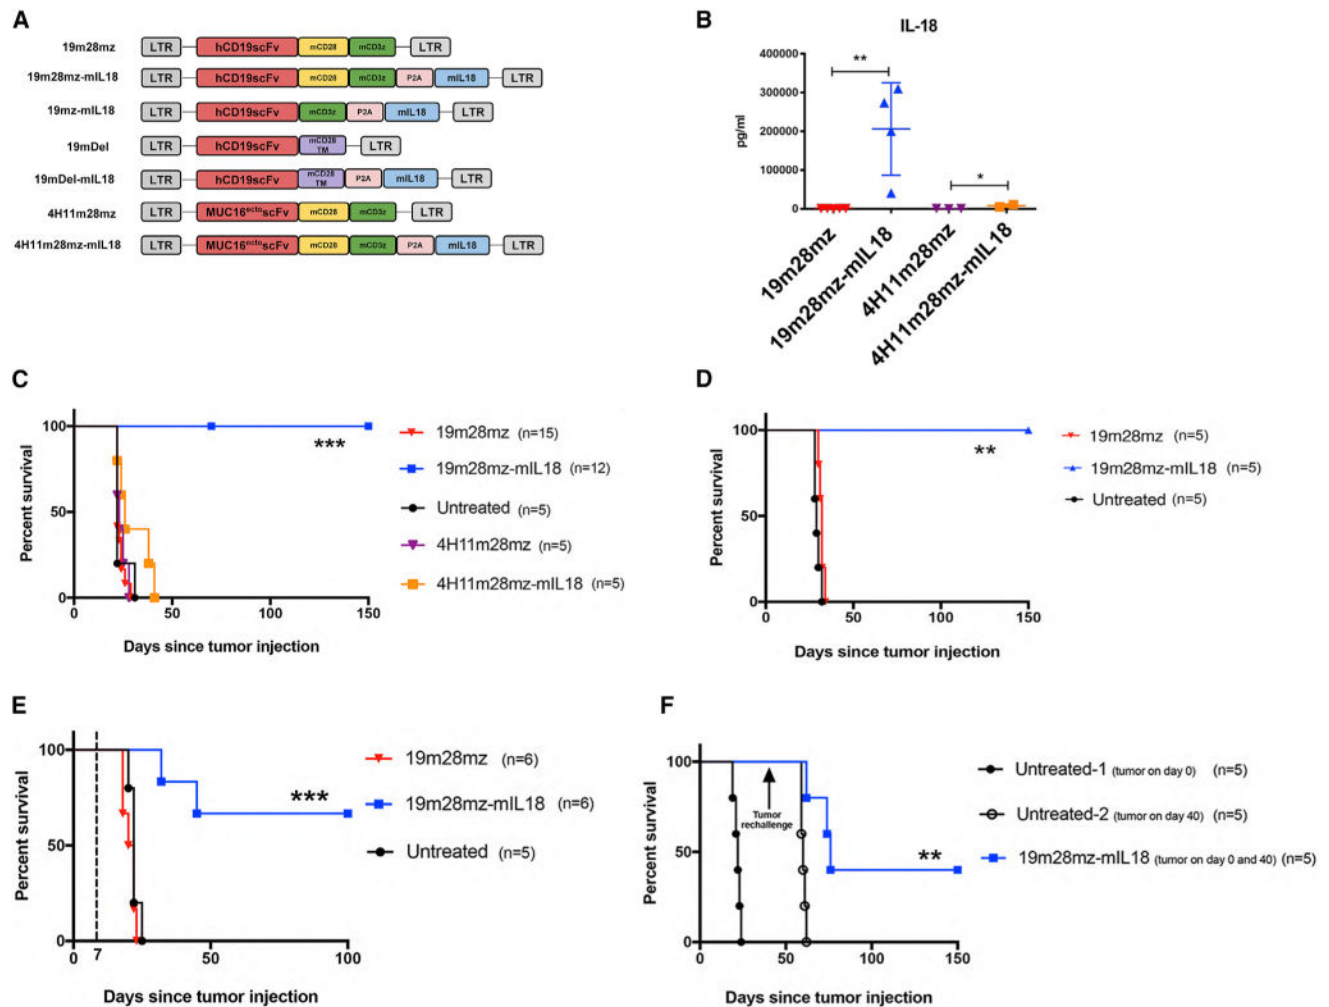 A
19m28mz LTR hCD19scFv mCD28 mCD3z LTR
19m28mz-mIL18 LTR hCD19scFv mCD28 mCD3z P2A mIL18 LTR
19mz-mIL18 LTR hCD19scFv mCD3z P2A mIL18 LTR
19mDel LTR hCD19scFv mCD28 TM LTR
19mDel-mIL18 LTR hCD19scFv mCD28 TM P2A mIL18 LTR
4H11m28mz LTR MUC16ectoscFv mCD28 mCD3z LTR
4H11m28mz-mIL18 LTR MUC16ectoscFv mCD28 mCD3z P2A mIL18 LTR
B
IL-18
pg/ml
400000
300000
200000
100000
0
**
*
19m28mz
19m28mz-mIL18
4H11m28mz
4H11m28mz-mIL18
C
Percent survival
100
50
0
0 50 100 150
Days since tumor injection
***
19m28mz (n=15)
19m28mz-mIL18 (n=12)
Untreated (n=5)
4H11m28mz (n=5)
4H11m28mz-mIL18 (n=5)
D
Percent survival
100
50
0
0 50 100 150
Days since tumor injection
**
19m28mz (n=5)
19m28mz-mIL18 (n=5)
Untreated (n=5)
E
Percent survival
100
50
0
0 7 50 100
Days since tumor injection
***
19m28mz (n=6)
19m28mz-mIL18 (n=6)
Untreated (n=5)
F
Percent survival
100
50
0
0 50 100 150
Days since tumor injection
Tumor
rechallenge
**
Untreated-1 (tumor on day 0) (n=5)
Untreated-2 (tumor on day 40) (n=5)
19m28mz-mIL18 (tumor on day 0 and 40) (n=5)